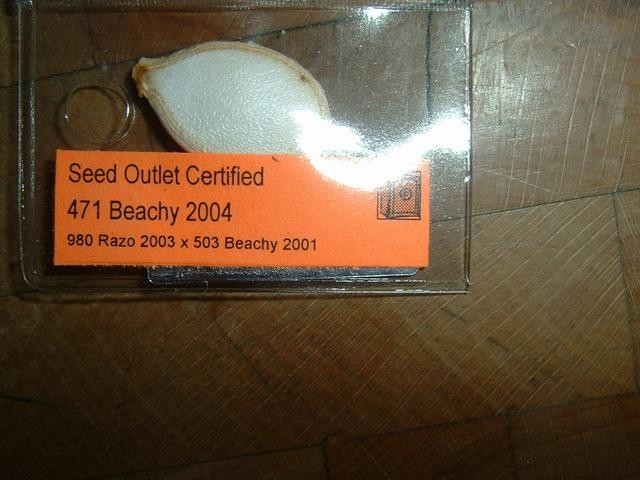 Seed Outlet Certified
471 Beachy 2004
980 Razo 2003 x 503 Beachy 2001